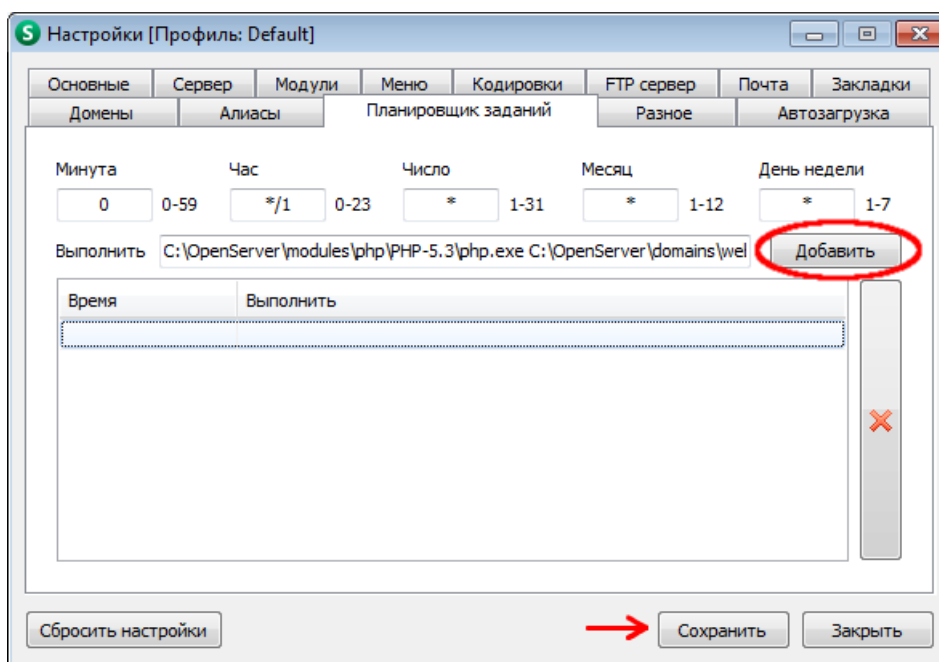 Настройки [Профиль: Default]
Основные Сервер Модули Меню Кодировки FTP сервер Почта Закладки
Домены Алиасы Планировщик заданий Разное Автозагрузка
Минута Час Число Месяц День недели
0 0-59 */1 0-23 * 1-31 * 1-12 * 1-7
Выполнить C:\OpenServer\modules\php\PHP-5.3\php.exe C:\OpenServer\domains\wel Добавить
Время Выполнить
Сбросить настройки Сохранить Закрыть